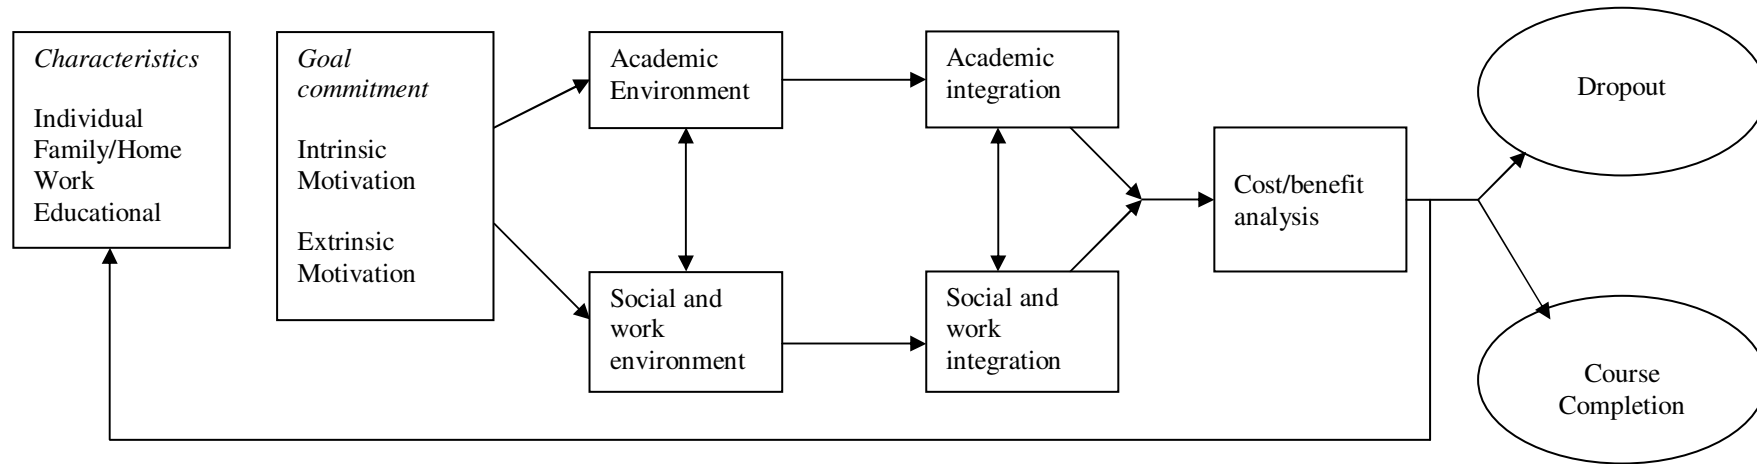 Characteristics
Individual
Family/Home
Work
Educational
Goal
commitment
Intrinsic
Motivation
Extrinsic
Motivation
Academic
Environment
Social and
work
environment
Academic
integration
Social and
work
integration
Cost/benefit
analysis
Dropout
Course
Completion